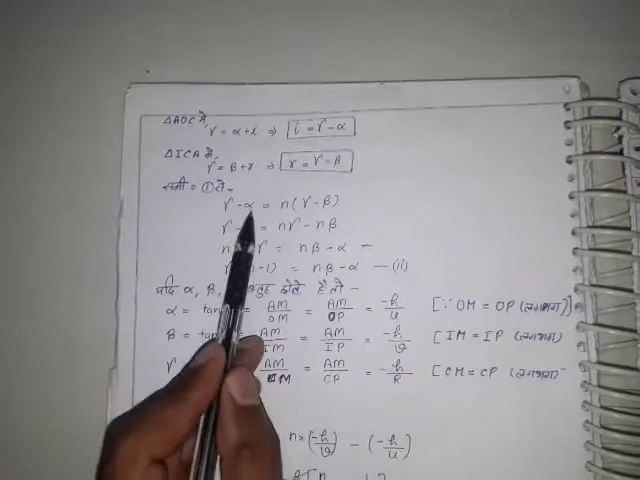 ΔAOC में,
γ = α + i ⇒ i = γ - α
ΔICA में,
γ = β + r ⇒ r = γ - β
समी० ① से -
γ - α = n(γ - β)
γ - = nγ - nβ
γ = nβ - α -
-1) = nβ - α — (ii)
यदि α, β, होते है तो -
α = tan = AM/OM = AM/OP = -h/u [∵ OM = OP (लगभग)]
β = tan AM/IM = AM/IP = -h/v [IM = IP (लगभग)
γ AM/CM = AM/CP = -h/R [CM = CP (लगभग)
n×(-h/v) - (-h/u)